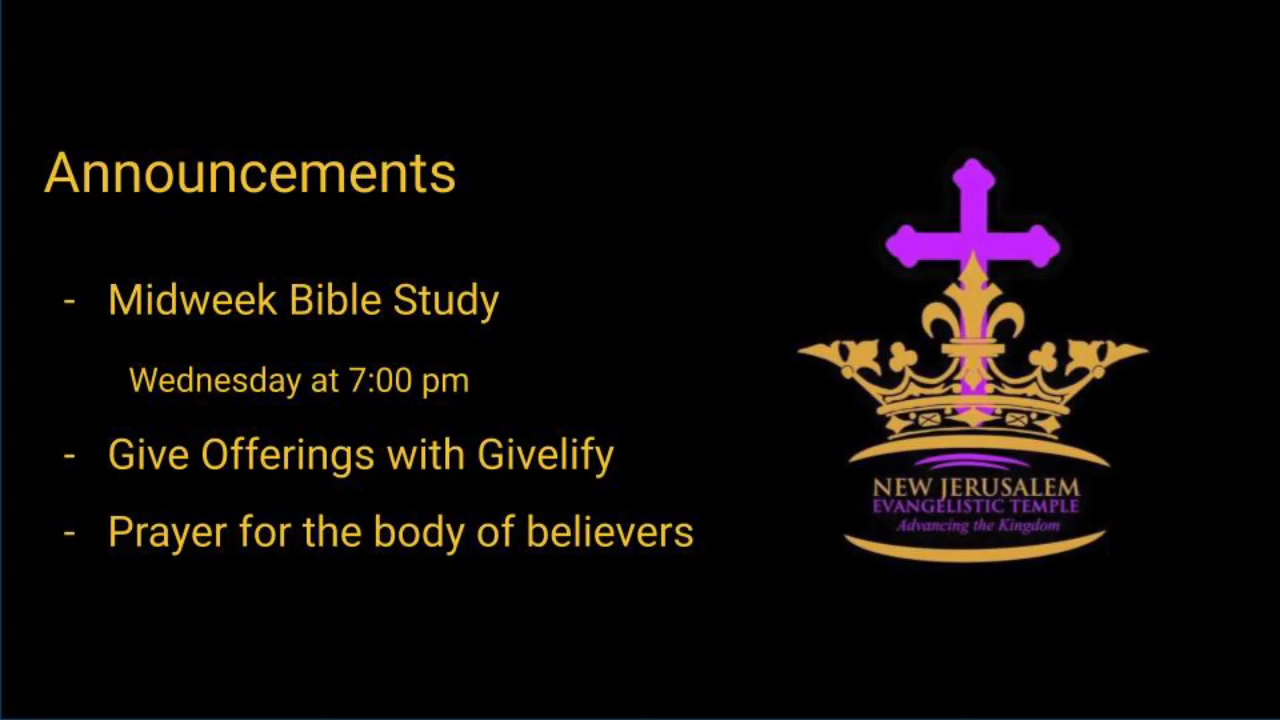 Announcements
- Midweek Bible Study
Wednesday at 7:00 pm
- Give Offerings with Givelify
- Prayer for the body of believers
NEW JERUSALEM
EVANGELISTIC TEMPLE
Advancing the Kingdom